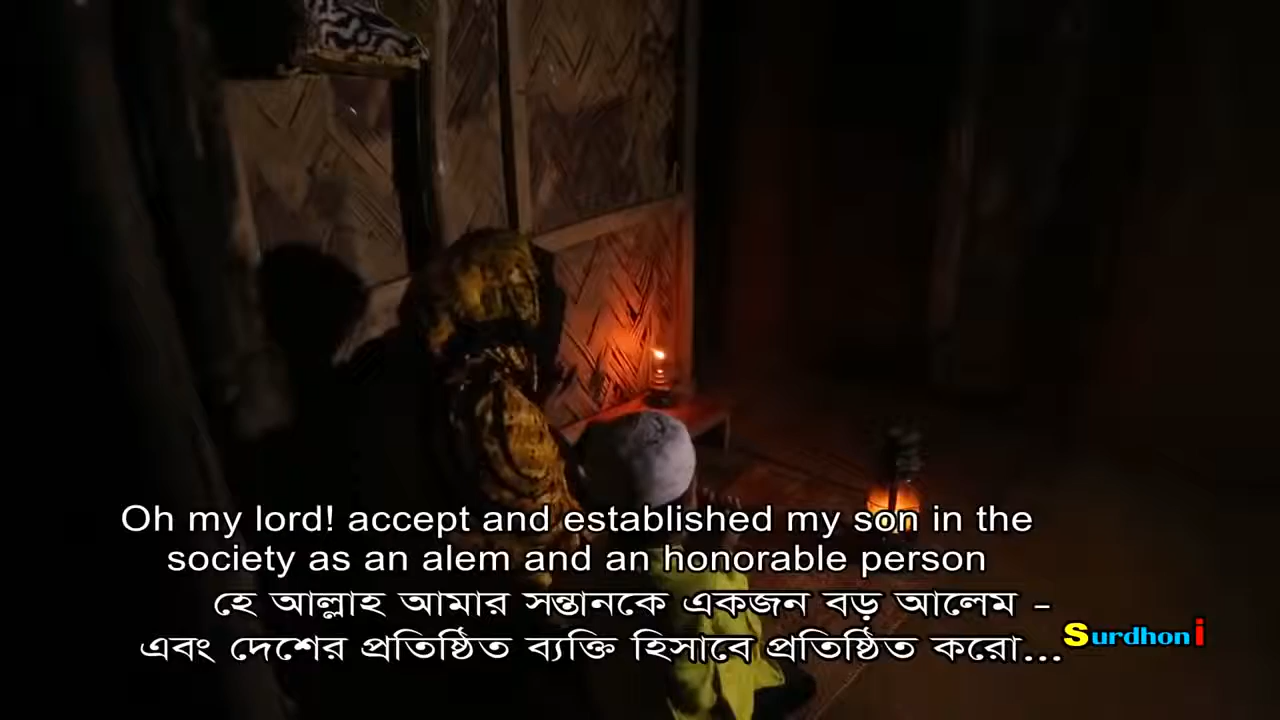 Oh my lord! accept and established my son in the
society as an alem and an honorable person
হে আল্লাহ আমার সন্তানকে একজন বড় আলেম -
এবং দেশের প্রতিষ্ঠিত ব্যক্তি হিসাবে প্রতিষ্ঠিত করো...
Surdhoni